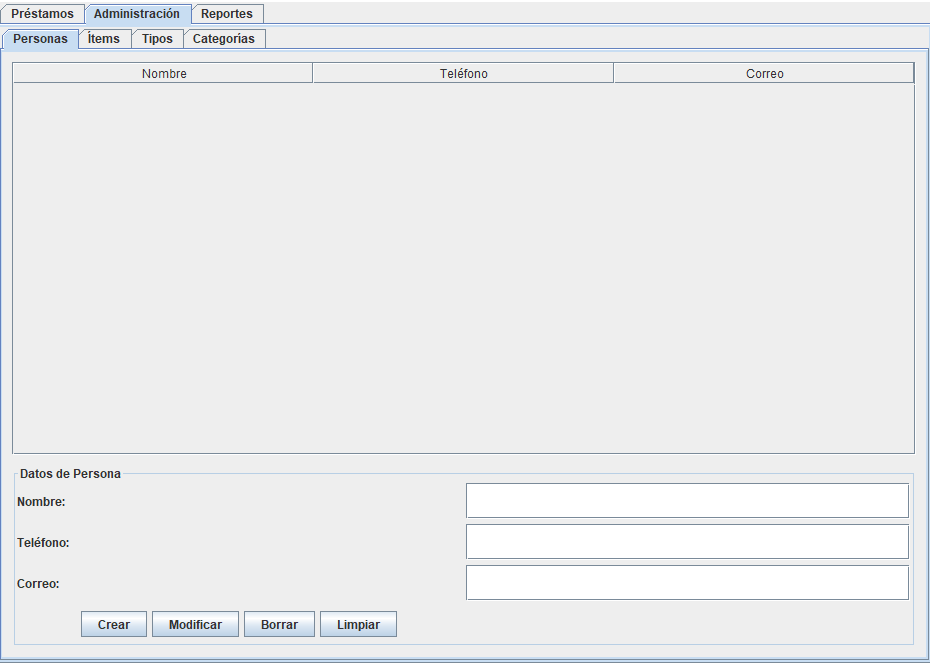 Préstamos Administración Reportes
Personas Ítems Tipos Categorías
Nombre Teléfono Correo
Datos de Persona
Nombre:
Teléfono:
Correo:
Crear Modificar Borrar Limpiar